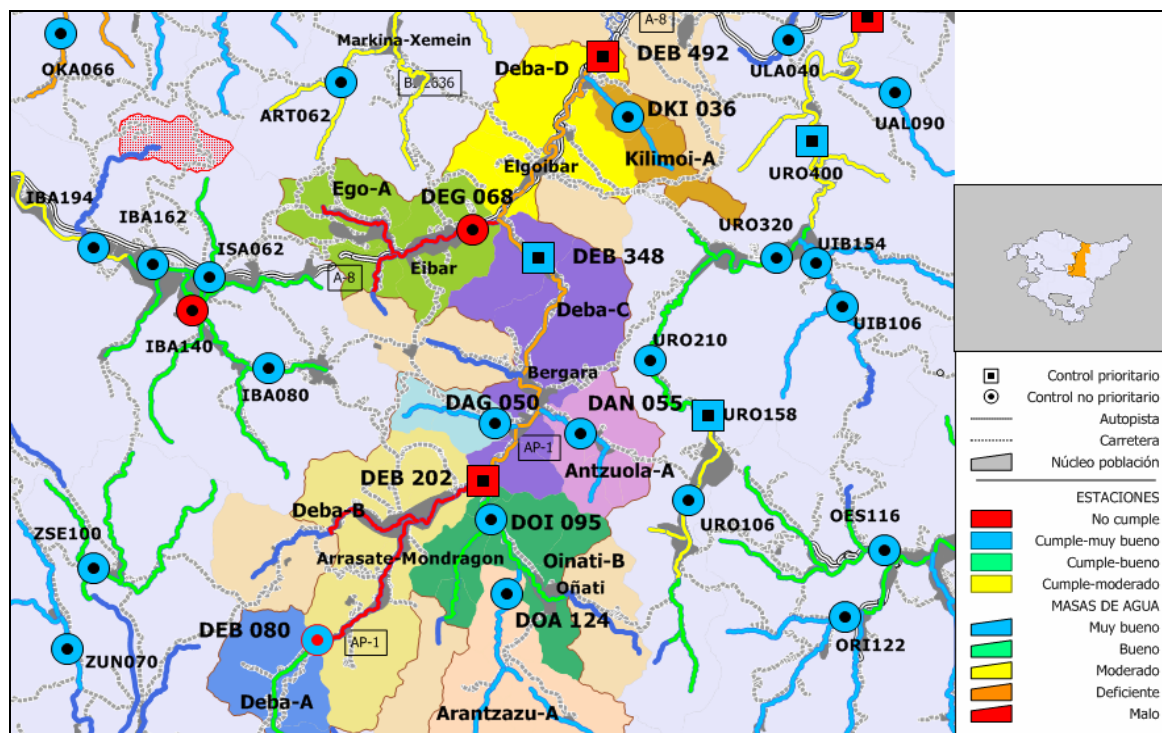 A-8
Markina-Xemein
OKA066
DEB 492
ULA040
Deba-D
ART062
DKI 036
UAL090
Elgoibar
Kilimoi-A
URO400
Ego-A
IBA194
DEG 068
IBA162
URO320
ISA062
UIB154
DEB 348
A-8
Eibar
Deba-C
UIB106
IBA140
URO210
Bergara
IBA080
DAG 050
DAN 055
URO158
AP-1
DEB 202
Antzuola-A
Deba-B
DOI 095
URO106
OES116
ZSE100
Arrasate-Mondragon
Oinati-B
Oñati
DOA 124
DEB 080
AP-1
ORI122
ZUN070
Deba-A
Arantzazu-A
Control prioritario
Control no prioritario
Autopista
Carretera
Núcleo población
ESTACIONES
No cumple
Cumple-muy bueno
Cumple-bueno
Cumple-moderado
MASAS DE AGUA
Muy bueno
Bueno
Moderado
Deficiente
Malo